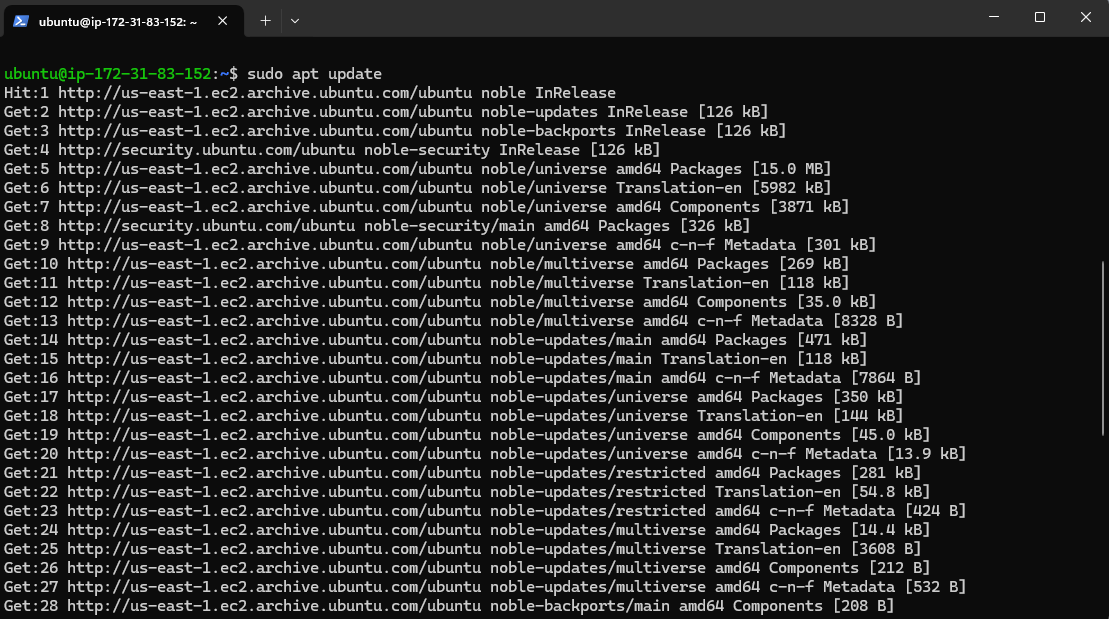 ubuntu@ip-172-31-83-152: ~
ubuntu@ip-172-31-83-152:~$ sudo apt update
Hit:1 http://us-east-1.ec2.archive.ubuntu.com/ubuntu noble InRelease
Get:2 http://us-east-1.ec2.archive.ubuntu.com/ubuntu noble-updates InRelease [126 kB]
Get:3 http://us-east-1.ec2.archive.ubuntu.com/ubuntu noble-backports InRelease [126 kB]
Get:4 http://security.ubuntu.com/ubuntu noble-security InRelease [126 kB]
Get:5 http://us-east-1.ec2.archive.ubuntu.com/ubuntu noble/universe amd64 Packages [15.0 MB]
Get:6 http://us-east-1.ec2.archive.ubuntu.com/ubuntu noble/universe Translation-en [5982 kB]
Get:7 http://us-east-1.ec2.archive.ubuntu.com/ubuntu noble/universe amd64 Components [3871 kB]
Get:8 http://security.ubuntu.com/ubuntu noble-security/main amd64 Packages [326 kB]
Get:9 http://us-east-1.ec2.archive.ubuntu.com/ubuntu noble/universe amd64 c-n-f Metadata [301 kB]
Get:10 http://us-east-1.ec2.archive.ubuntu.com/ubuntu noble/multiverse amd64 Packages [269 kB]
Get:11 http://us-east-1.ec2.archive.ubuntu.com/ubuntu noble/multiverse Translation-en [118 kB]
Get:12 http://us-east-1.ec2.archive.ubuntu.com/ubuntu noble/multiverse amd64 Components [35.0 kB]
Get:13 http://us-east-1.ec2.archive.ubuntu.com/ubuntu noble/multiverse amd64 c-n-f Metadata [8328 B]
Get:14 http://us-east-1.ec2.archive.ubuntu.com/ubuntu noble-updates/main amd64 Packages [471 kB]
Get:15 http://us-east-1.ec2.archive.ubuntu.com/ubuntu noble-updates/main Translation-en [118 kB]
Get:16 http://us-east-1.ec2.archive.ubuntu.com/ubuntu noble-updates/main amd64 c-n-f Metadata [7864 B]
Get:17 http://us-east-1.ec2.archive.ubuntu.com/ubuntu noble-updates/universe amd64 Packages [350 kB]
Get:18 http://us-east-1.ec2.archive.ubuntu.com/ubuntu noble-updates/universe Translation-en [144 kB]
Get:19 http://us-east-1.ec2.archive.ubuntu.com/ubuntu noble-updates/universe amd64 Components [45.0 kB]
Get:20 http://us-east-1.ec2.archive.ubuntu.com/ubuntu noble-updates/universe amd64 c-n-f Metadata [13.9 kB]
Get:21 http://us-east-1.ec2.archive.ubuntu.com/ubuntu noble-updates/restricted amd64 Packages [281 kB]
Get:22 http://us-east-1.ec2.archive.ubuntu.com/ubuntu noble-updates/restricted Translation-en [54.8 kB]
Get:23 http://us-east-1.ec2.archive.ubuntu.com/ubuntu noble-updates/restricted amd64 c-n-f Metadata [424 B]
Get:24 http://us-east-1.ec2.archive.ubuntu.com/ubuntu noble-updates/multiverse amd64 Packages [14.4 kB]
Get:25 http://us-east-1.ec2.archive.ubuntu.com/ubuntu noble-updates/multiverse Translation-en [3608 B]
Get:26 http://us-east-1.ec2.archive.ubuntu.com/ubuntu noble-updates/multiverse amd64 Components [212 B]
Get:27 http://us-east-1.ec2.archive.ubuntu.com/ubuntu noble-updates/multiverse amd64 c-n-f Metadata [532 B]
Get:28 http://us-east-1.ec2.archive.ubuntu.com/ubuntu noble-backports/main amd64 Components [208 B]